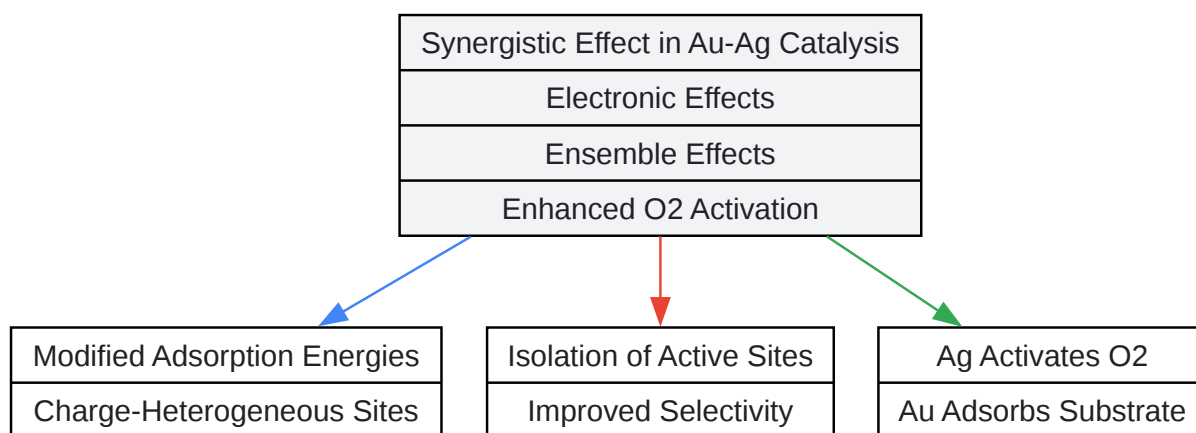 Synergistic Effect in Au-Ag Catalysis
Electronic Effects
Ensemble Effects
Enhanced O2 Activation
Modified Adsorption Energies
Charge-Heterogeneous Sites
Isolation of Active Sites
Improved Selectivity
Ag Activates O2
Au Adsorbs Substrate